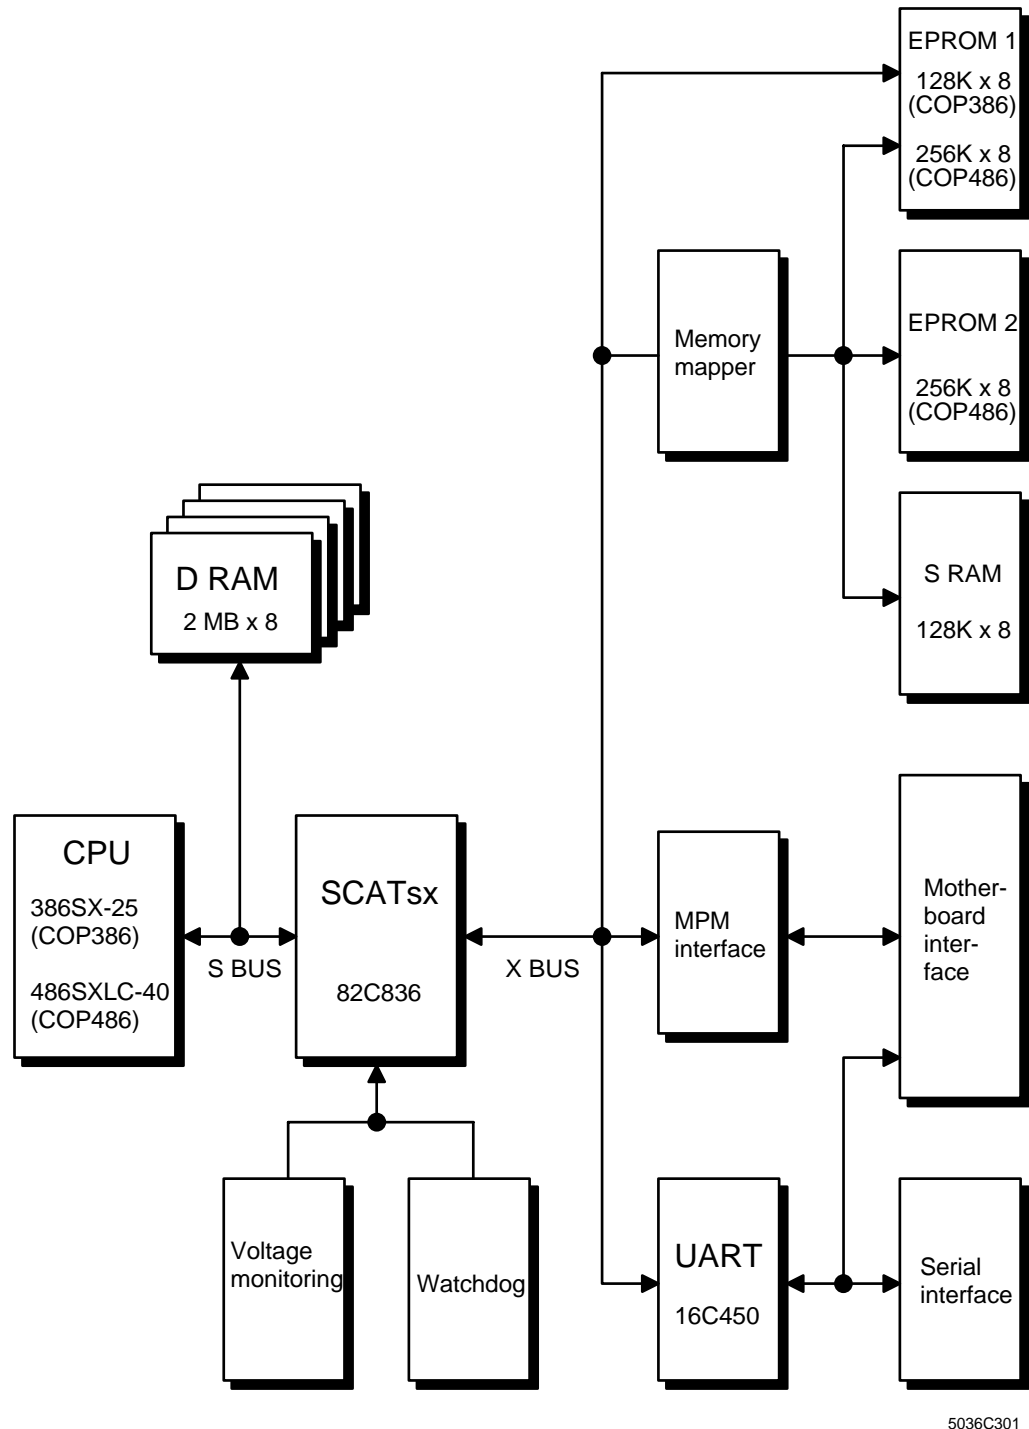 EPROM 1
128K x 8
(COP386)
256K x 8
(COP486)
Memory
mapper
EPROM 2
256K x 8
(COP486)
D RAM
2 MB x 8
S RAM
128K x 8
CPU
386SX-25
(COP386)
486SXLC-40
(COP486)
S BUS
SCATsx
82C836
X BUS
MPM
interface
Mother-
board
inter-
face
Voltage
monitoring
Watchdog
UART
16C450
Serial
interface
5036C301